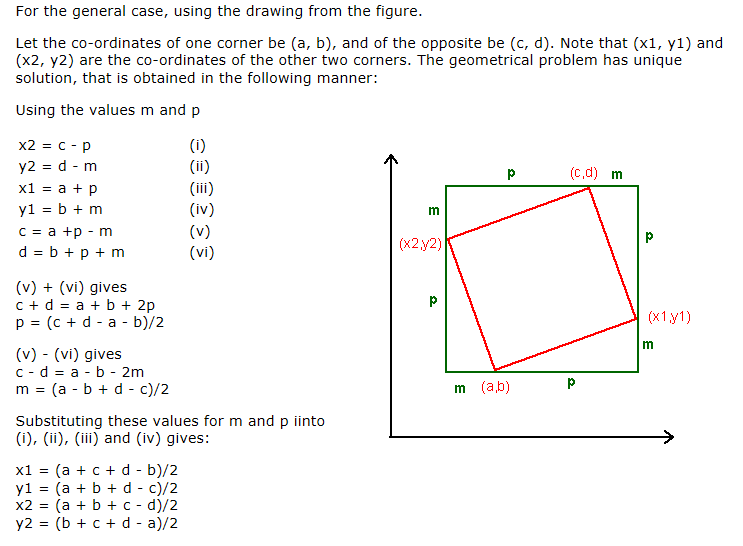 For the general case, using the drawing from the figure.
Let the co-ordinates of one corner be (a, b), and of the opposite be (c, d). Note that (x1, y1) and
(x2, y2) are the co-ordinates of the other two corners. The geometrical problem has unique
solution, that is obtained in the following manner:
Using the values m and p
x2 = c - p (i)
y2 = d - m (ii)
x1 = a + p (iii)
y1 = b + m (iv)
c = a +p - m (v)
d = b + p + m (vi)
(v) + (vi) gives
c + d = a + b + 2p
p = (c + d - a - b)/2
(v) - (vi) gives
c - d = a - b - 2m
m = (a - b + d - c)/2
Substituting these values for m and p iinto
(i), (ii), (iii) and (iv) gives:
x1 = (a + c + d - b)/2
y1 = (a + b + d - c)/2
x2 = (a + b + c - d)/2
y2 = (b + c + d - a)/2
p (c,d) m
m
(x2,y2)
p
p
(x1,y1)
m
m (a,b) p